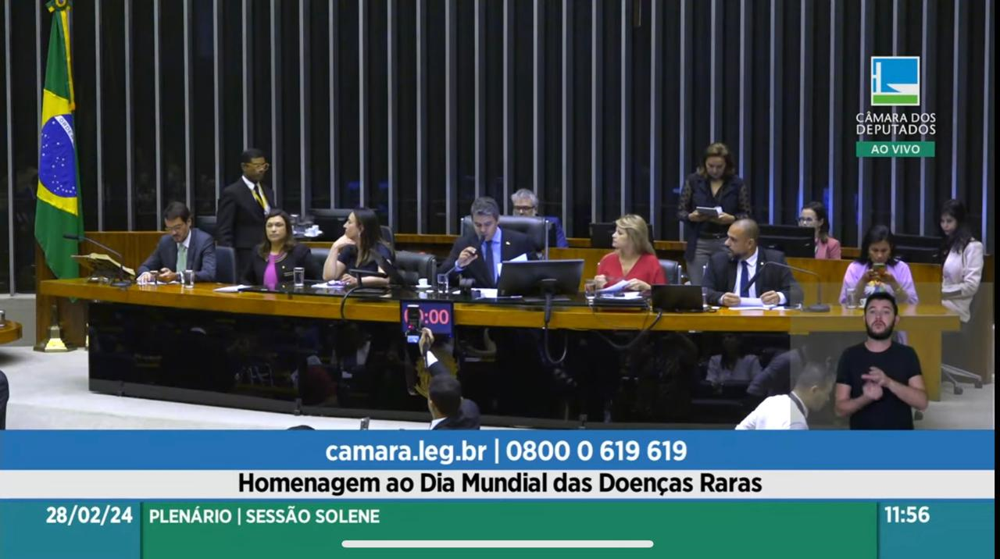 CÂMARA DOS
DEPUTADOS
AO VIVO
:00
camara.leg.br | 0800 0 619 619
Homenagem ao Dia Mundial das Doenças Raras
28/02/24
PLENÁRIO | SESSÃO SOLENE
11:56